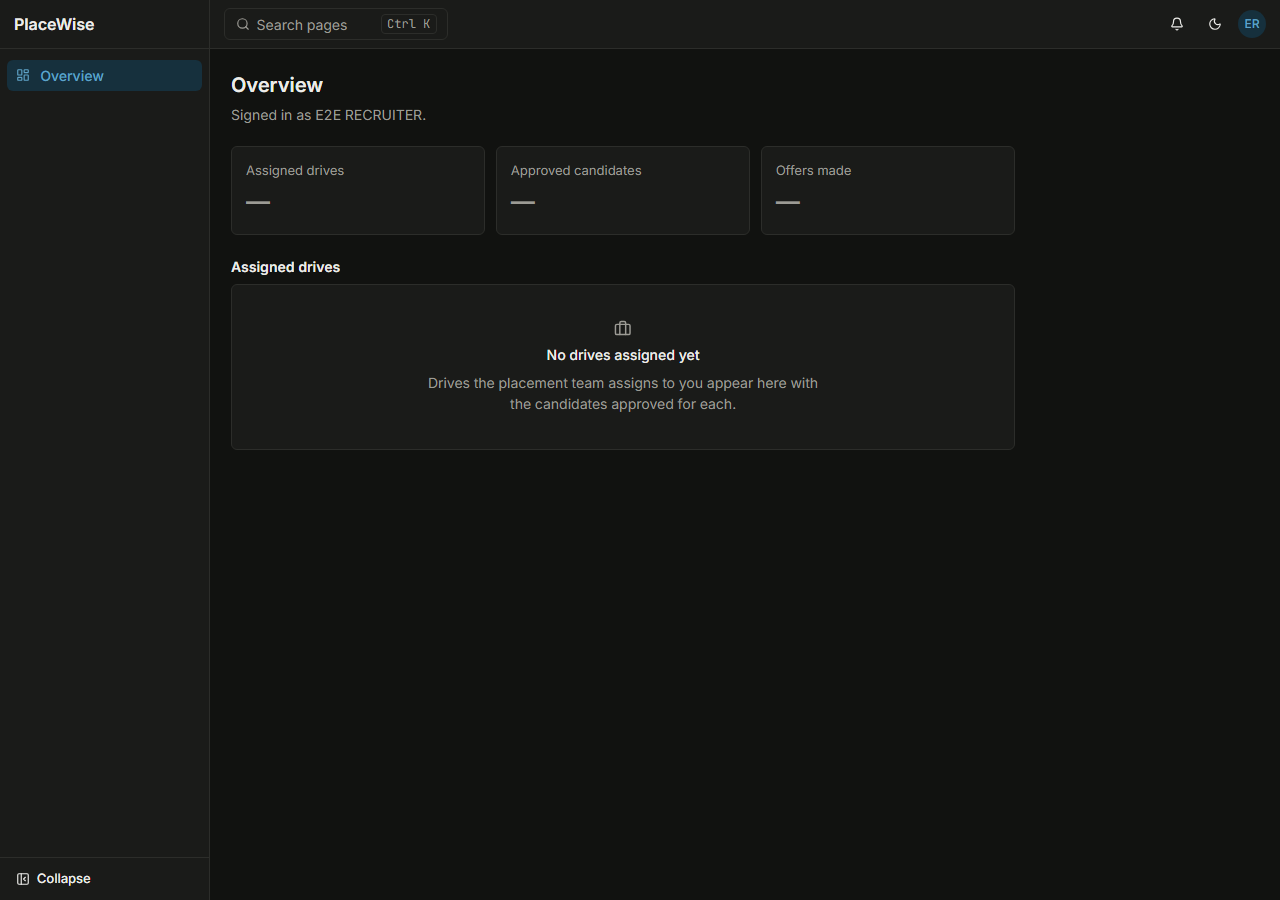 PlaceWise
Search pages
Ctrl K
ER
Overview
Overview
Signed in as E2E RECRUITER.
Assigned drives
—
Approved candidates
—
Offers made
—
Assigned drives
No drives assigned yet
Drives the placement team assigns to you appear here with
the candidates approved for each.
Collapse